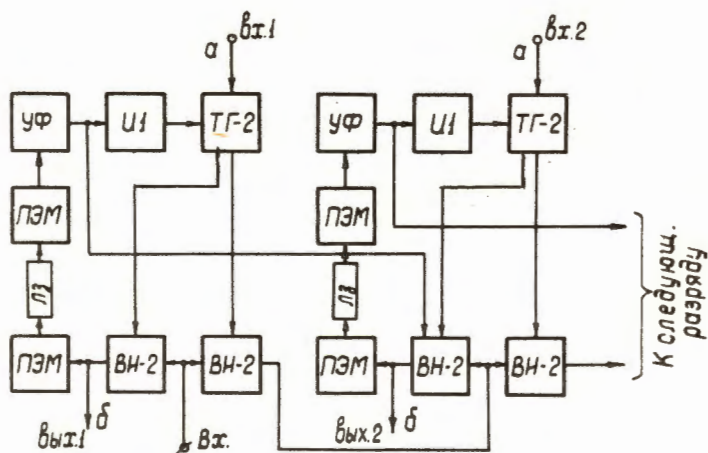 вх.1
вх.2
а
а
УФ
И1
ТГ-2
УФ
И1
ТГ-2
ПЭМ
ПЭМ
ЛЗ
ЛЗ
К следующ.
разряду
ПЭМ
ВН-2
ВН-2
ПЭМ
ВН-2
ВН-2
Вых.1
б
Вх.
Вых.2
б